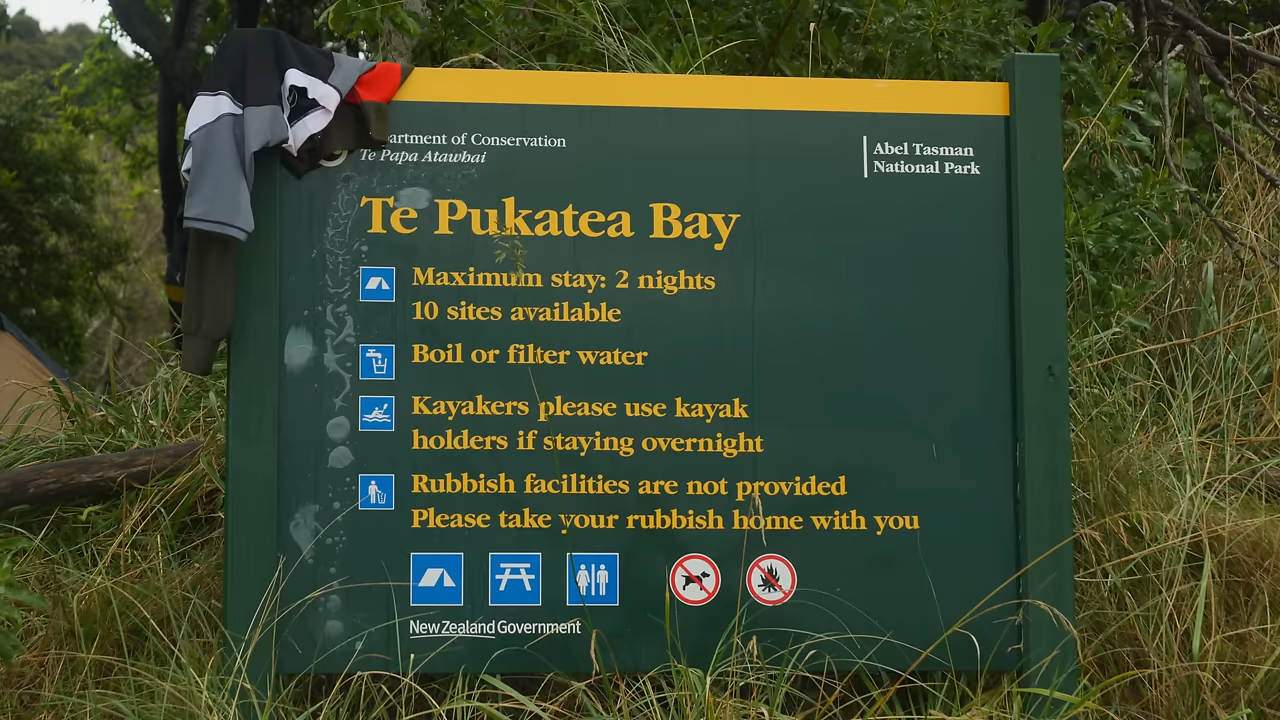 artment of Conservation
Te Papa Atawhai
Abel Tasman
National Park
Te Pukatea Bay
Maximum stay: 2 nights
10 sites available
Boil or filter water
Kayakers please use kayak
holders if staying overnight
Rubbish facilities are not provided
Please take your rubbish home with you
New Zealand Government